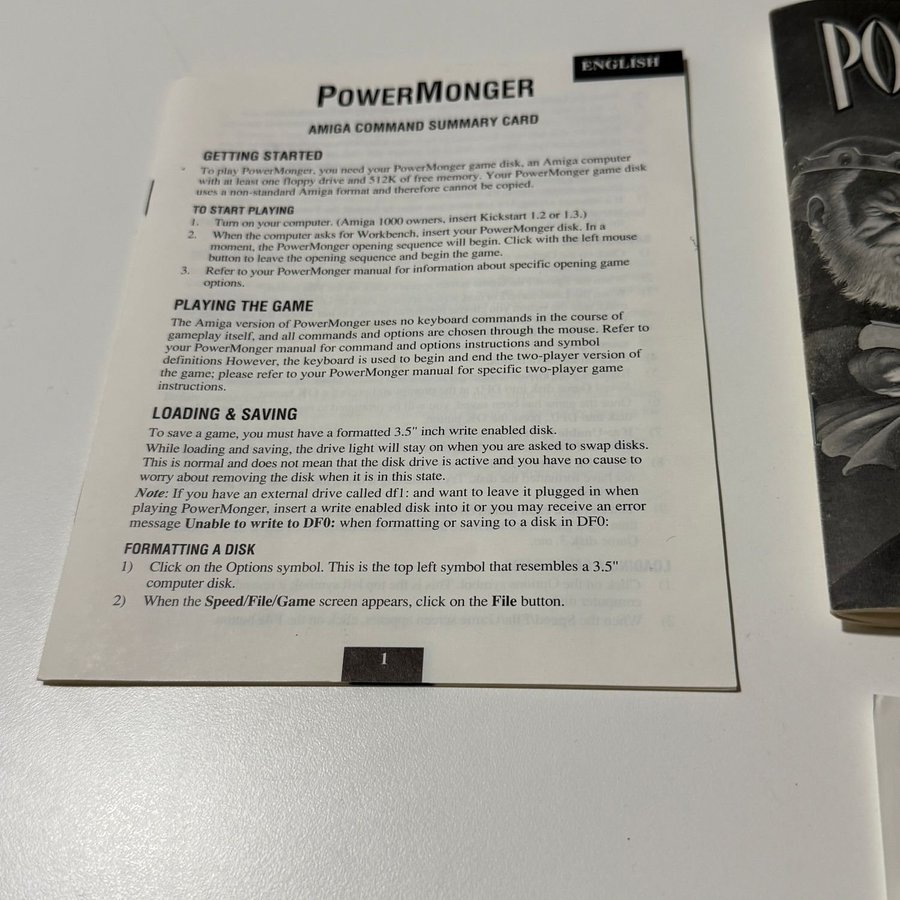 ENGLISH
POWERMONGER
AMIGA COMMAND SUMMARY CARD
GETTING STARTED
To play PowerMonger, you need your PowerMonger game disk, an Amiga computer
with at least one floppy drive and 512K of free memory. Your PowerMonger game disk
uses a non-standard Amiga format and therefore cannot be copied.
TO START PLAYING
1. Turn on your computer. (Amiga 1000 owners, insert Kickstart 1.2 or 1.3.)
2. When the computer asks for Workbench, insert your PowerMonger disk. In a
moment, the PowerMonger opening sequence will begin. Click with the left mouse
button to leave the opening sequence and begin the game.
3. Refer to your PowerMonger manual for information about specific opening game
options.
PLAYING THE GAME
The Amiga version of PowerMonger uses no keyboard commands in the course of
gameplay itself, and all commands and options are chosen through the mouse. Refer to
your PowerMonger manual for command and options instructions and symbol
definitions However, the keyboard is used to begin and end the two-player version of
the game; please refer to your PowerMonger manual for specific two-player game
instructions.
LOADING & SAVING
To save a game, you must have a formatted 3.5" inch write enabled disk.
While loading and saving, the drive light will stay on when you are asked to swap disks.
This is normal and does not mean that the disk drive is active and you have no cause to
worry about removing the disk when it is in this state.
Note: If you have an external drive called df1: and want to leave it plugged in when
playing PowerMonger, insert a write enabled disk into it or you may receive an error
message Unable to write to DF0: when formatting or saving to a disk in DF0:
FORMATTING A DISK
1) Click on the Options symbol. This is the top left symbol that resembles a 3.5"
computer disk.
2) When the Speed/File/Game screen appears, click on the File button.
1
PO